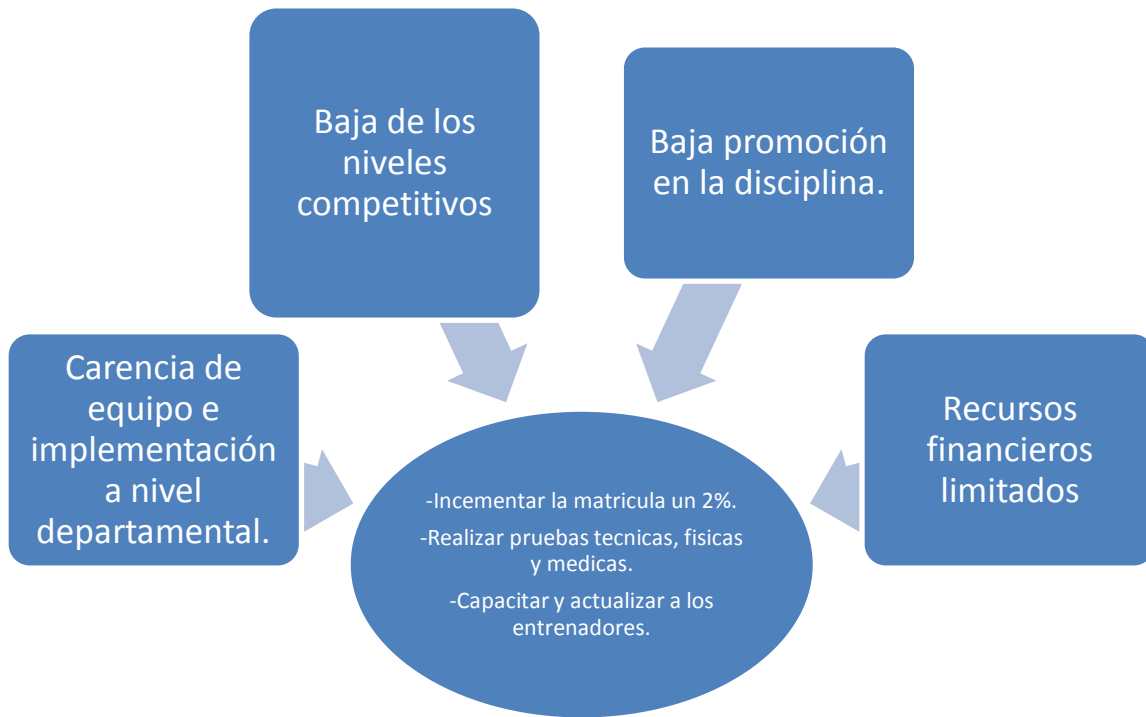 Baja de los
niveles
competitivos
Baja promoción
en la disciplina.
Carencia de
equipo e
implementación
a nivel
departamental.
Recursos
financieros
limitados
-Incementar la matricula un 2%.
-Realizar pruebas tecnicas, fisicas
y medicas.
-Capacitar y actualizar a los
entrenadores.